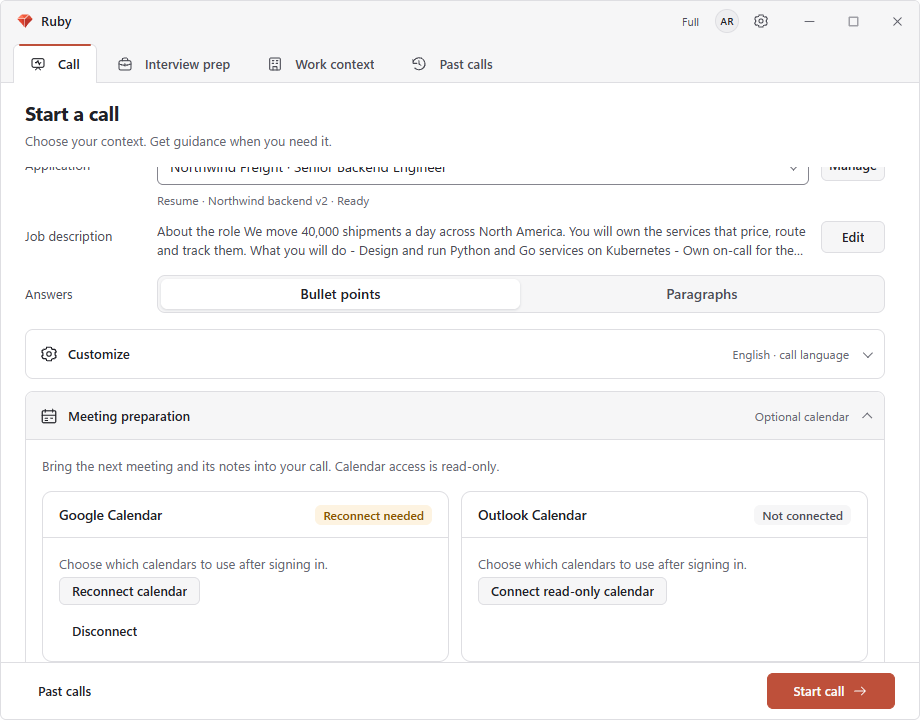 Ruby
Full
AR
Call
Interview prep
Work context
Past calls
Start a call
Choose your context. Get guidance when you need it.
Application
Northwind Freight · Senior Backend Engineer
Manage
Resume · Northwind backend v2 · Ready
Job description
About the role We move 40,000 shipments a day across North America. You will own the services that price, route
and track them. What you will do - Design and run Python and Go services on Kubernetes - Own on-call for the...
Edit
Answers
Bullet points
Paragraphs
Customize
English · call language
Meeting preparation
Optional calendar
Bring the next meeting and its notes into your call. Calendar access is read-only.
Google Calendar
Reconnect needed
Choose which calendars to use after signing in.
Reconnect calendar
Disconnect
Outlook Calendar
Not connected
Choose which calendars to use after signing in.
Connect read-only calendar
Past calls
Start call